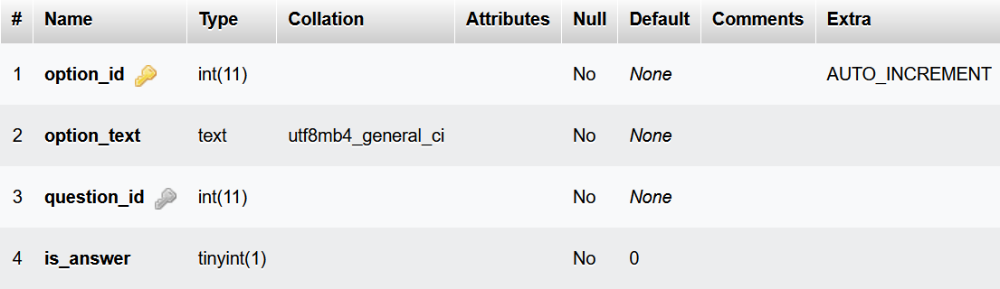 # Name Type Collation Attributes Null Default Comments Extra
1 option_id int(11) No None AUTO_INCREMENT
2 option_text text utf8mb4_general_ci No None
3 question_id int(11) No None
4 is_answer tinyint(1) No 0